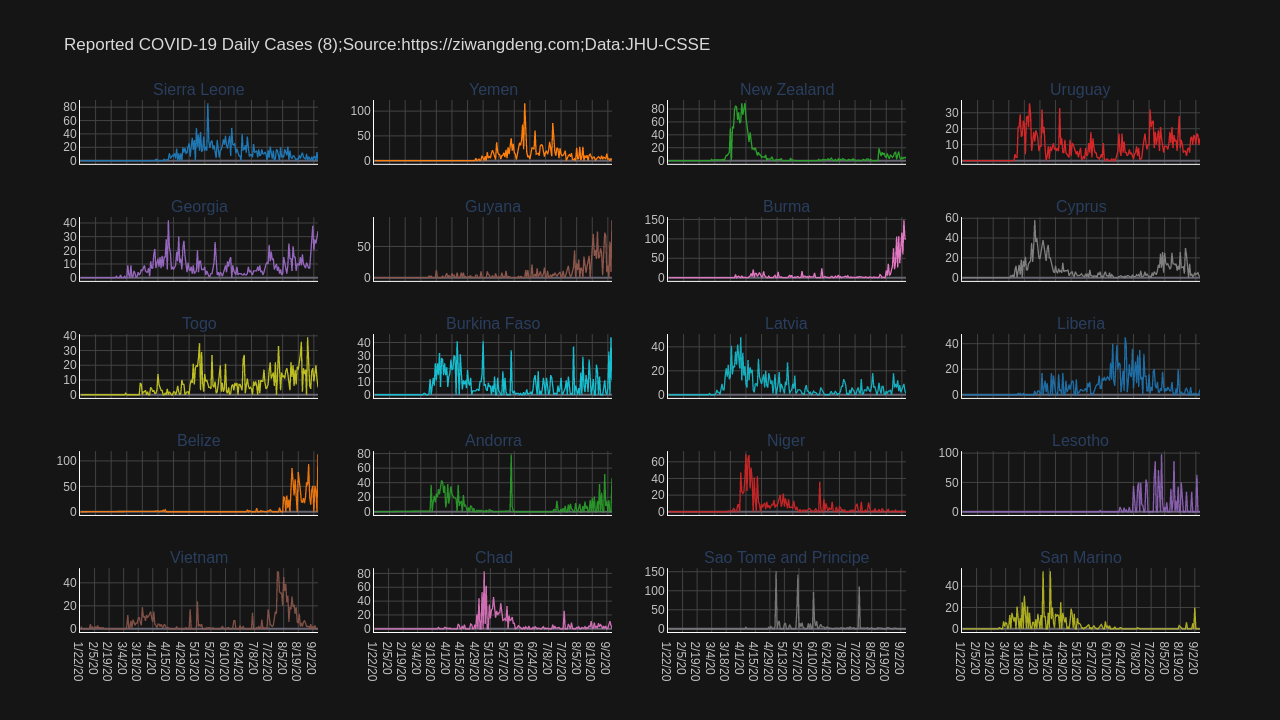 Reported COVID-19 Daily Cases (8);Source:https://ziwangdeng.com;Data:JHU-CSSE
Sierra Leone Yemen New Zealand Uruguay
80 60 40 20 0
100 50 0
80 60 40 20 0
30 20 10 0
Georgia Guyana Burma Cyprus
40 30 20 10 0
50 0
150 100 50 0
60 40 20 0
Togo Burkina Faso Latvia Liberia
40 30 20 10 0
40 30 20 10 0
40 20 0
40 20 0
Belize Andorra Niger Lesotho
100 50 0
80 60 40 20 0
60 40 20 0
100 50 0
Vietnam Chad Sao Tome and Principe San Marino
40 20 0
80 60 40 20 0
150 100 50 0
40 20 0
1/22/20 2/5/20 2/19/20 3/4/20 3/18/20 4/1/20 4/15/20 4/29/20 5/13/20 5/27/20 6/10/20 6/24/20 7/8/20 7/22/20 8/5/20 8/19/20 9/2/20
1/22/20 2/5/20 2/19/20 3/4/20 3/18/20 4/1/20 4/15/20 4/29/20 5/13/20 5/27/20 6/10/20 6/24/20 7/8/20 7/22/20 8/5/20 8/19/20 9/2/20
1/22/20 2/5/20 2/19/20 3/4/20 3/18/20 4/1/20 4/15/20 4/29/20 5/13/20 5/27/20 6/10/20 6/24/20 7/8/20 7/22/20 8/5/20 8/19/20 9/2/20
1/22/20 2/5/20 2/19/20 3/4/20 3/18/20 4/1/20 4/15/20 4/29/20 5/13/20 5/27/20 6/10/20 6/24/20 7/8/20 7/22/20 8/5/20 8/19/20 9/2/20